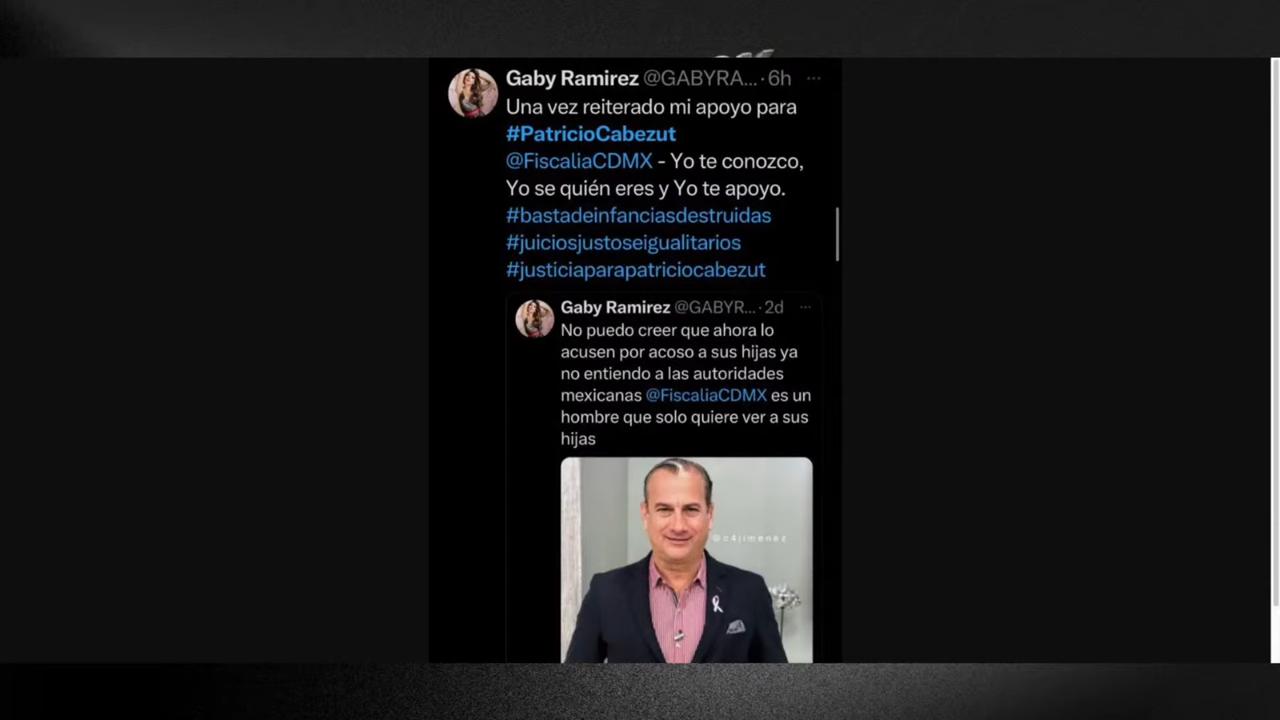 Gaby Ramirez @GABYRA... · 6h ...
Una vez reiterado mi apoyo para
#PatricioCabezut
@FiscaliaCDMX - Yo te conozco,
Yo se quién eres y Yo te apoyo.
#bastadeinfanciasdestruidas
#juiciosjustoseigualitarios
#justiciaparapatriciocabezut
Gaby Ramirez @GABYR... · 2d ...
No puedo creer que ahora lo
acusen por acoso a sus hijas ya
no entiendo a las autoridades
mexicanas @FiscaliaCDMX es un
hombre que solo quiere ver a sus
hijas
@c4jimenez